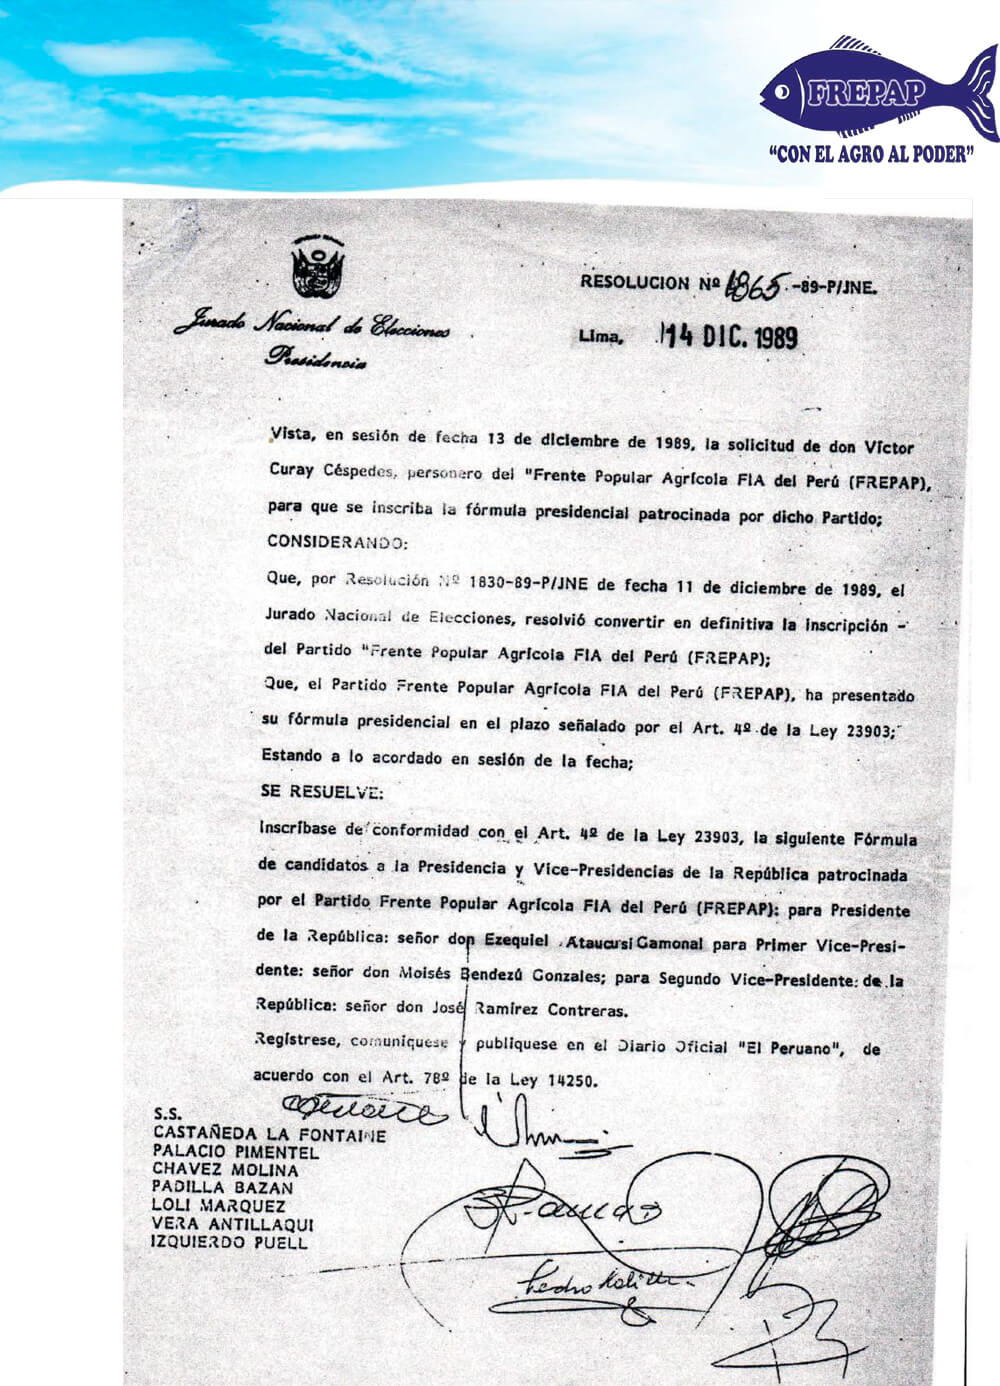 FREPAP
"CON EL AGRO AL PODER"
RESOLUCION Nº 1865.-89-P/JNE.
Jurado Nacional de Elecciones
Presidencia
Lima, 14 DIC. 1989
Vista, en sesión de fecha 13 de diciembre de 1989, la solicitud de don Víctor
Curay Céspedes, personero del "Frente Popular Agrícola FIA del Perú (FREPAP),
para que se inscriba la fórmula presidencial patrocinada por dicho Partido;
CONSIDERANDO:
Que, por Resolución Nº 1830-89-P/JNE de fecha 11 de diciembre de 1989, el
Jurado Nacional de Elecciones, resolvió convertir en definitiva la inscripción -
del Partido "Frente Popular Agrícola FIA del Perú (FREPAP);
Que, el Partido Frente Popular Agrícola FIA del Perú (FREPAP), ha presentado
su fórmula presidencial en el plazo señalado por el Art. 4º de la Ley 23903;
Estando a lo acordado en sesión de la fecha;
SE RESUELVE:
Inscríbase de conformidad con el Art. 4º de la Ley 23903, la siguiente Fórmula
de candidatos a la Presidencia y Vice-Presidencias de la República patrocinada
por el Partido Frente Popular Agrícola FIA del Perú (FREPAP): para Presidente
de la República: señor don Ezequiel Ataucusi Gamonal para Primer Vice-Presi-
dente: señor don Moisés Bendezú Gonzales; para Segundo Vice-Presidente: de la
República: señor don José Ramírez Contreras.
Regístrese, comuníquese y publíquese en el Diario Oficial "El Peruano", de
acuerdo con el Art. 78º de la Ley 14250.
S.S.
CASTAÑEDA LA FONTAINE
PALACIO PIMENTEL
CHAVEZ MOLINA
PADILLA BAZAN
LOLI MARQUEZ
VERA ANTILLAQUI
IZQUIERDO PUELL